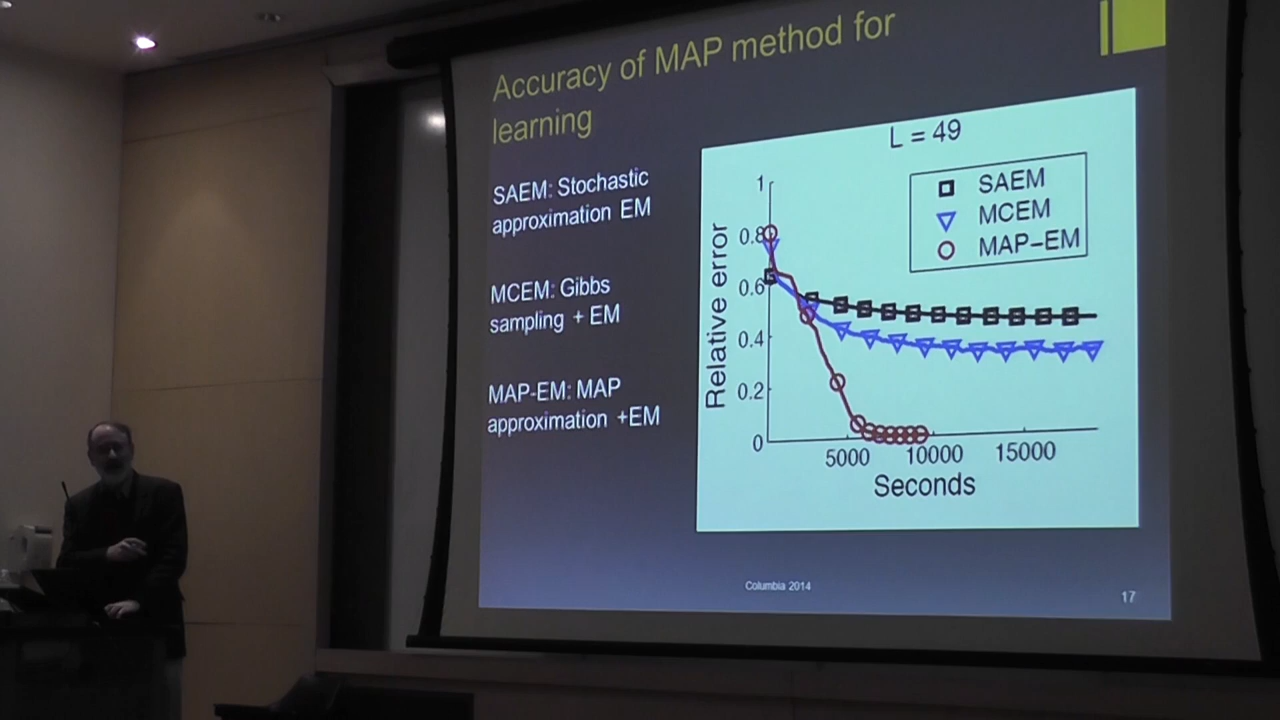 Accuracy of MAP method for
learning
SAEM: Stochastic
approximation EM
MCEM: Gibbs
sampling + EM
MAP-EM: MAP
approximation +EM
L = 49
SAEM
MCEM
MAP-EM
Relative error
1
0.8
0.6
0.4
0.2
0
5000
10000
15000
Seconds
Columbia 2014
17